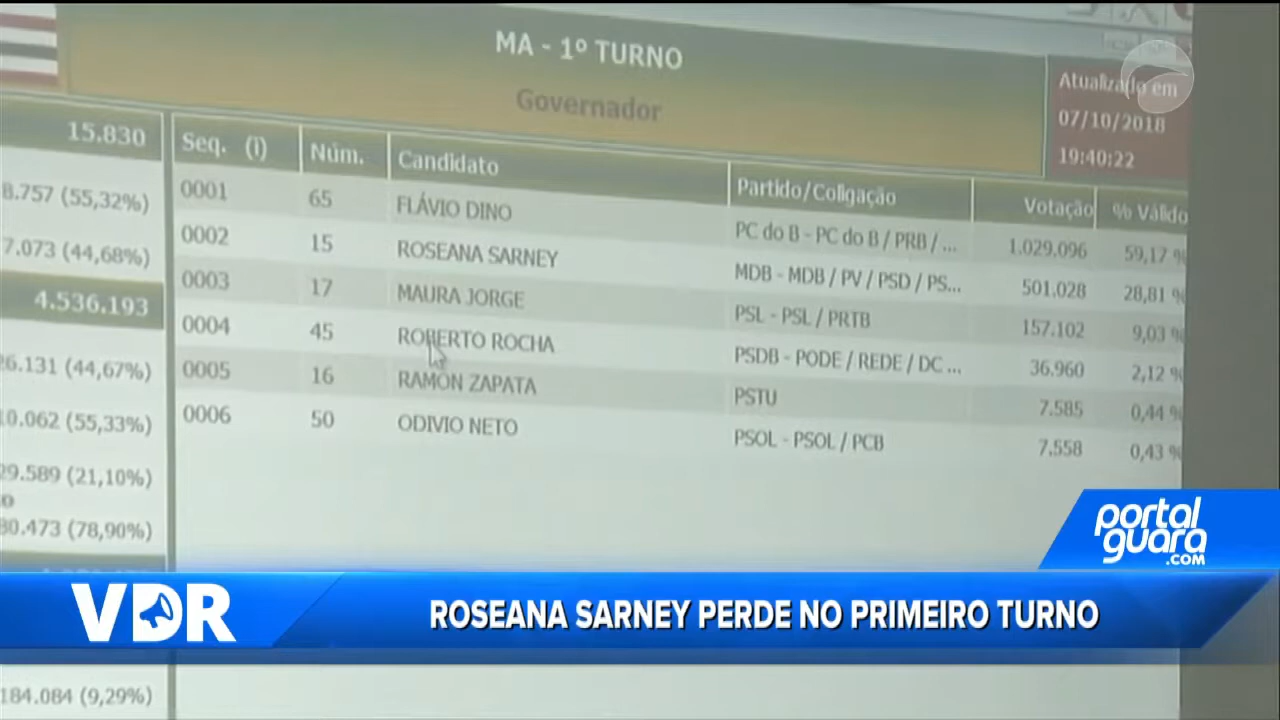 MA - 1º TURNO
Governador
Atualizado em
07/10/2018
19:40:22
15.830
8.757 (55,32%)
7.073 (44,68%)
4.536.193
26.131 (44,67%)
10.062 (55,33%)
29.589 (21,10%)
30.473 (78,90%)
184.084 (9,29%)
Seq. (i) Núm. Candidato Partido/Coligação Votação % Válido
0001 65 FLÁVIO DINO PC do B - PC do B / PRB / ... 1.029.096 59,17 %
0002 15 ROSEANA SARNEY MDB - MDB / PV / PSD / PS... 501.028 28,81 %
0003 17 MAURA JORGE PSL - PSL / PRTB 157.102 9,03 %
0004 45 ROBERTO ROCHA PSDB - PODE / REDE / DC ... 36.960 2,12 %
0005 16 RAMON ZAPATA PSTU 7.585 0,44 %
0006 50 ODIVIO NETO PSOL - PSOL / PCB 7.558 0,43 %
portal
guara
.COM
VDR
ROSEANA SARNEY PERDE NO PRIMEIRO TURNO